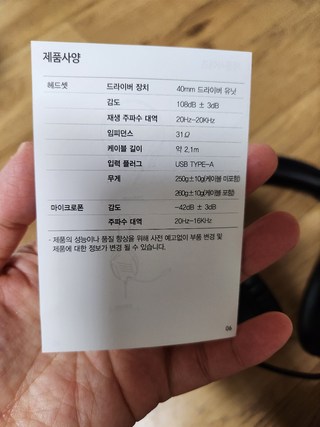 제품사양
헤드셋 드라이버 장치 40mm 드라이버 유닛
감도 108dB ± 3dB
재생 주파수 대역 20Hz~20KHz
임피던스 31Ω
케이블 길이 약 2.1m
입력 플러그 USB TYPE-A
무게 250g±10g(케이블 미포함)
260g±10g(케이블 포함)
마이크로폰 감도 -42dB ± 3dB
주파수 대역 20Hz~16KHz
· 제품의 성능이나 품질 향상을 위해 사전 예고없이 부품 변경 및
제품에 대한 정보가 변경 될 수 있습니다.
06